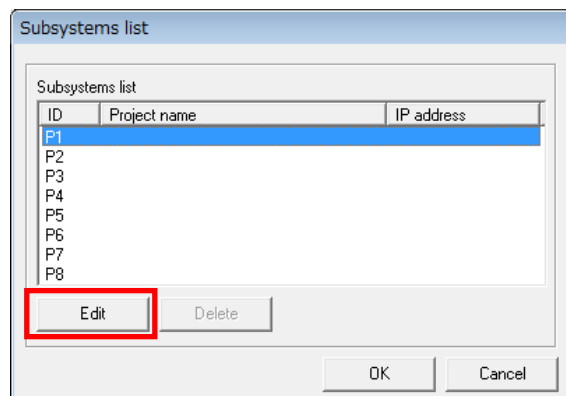 Subsystems list
Subsystems list
ID Project name IP address
P1
P2
P3
P4
P5
P6
P7
P8
Edit Delete
OK Cancel